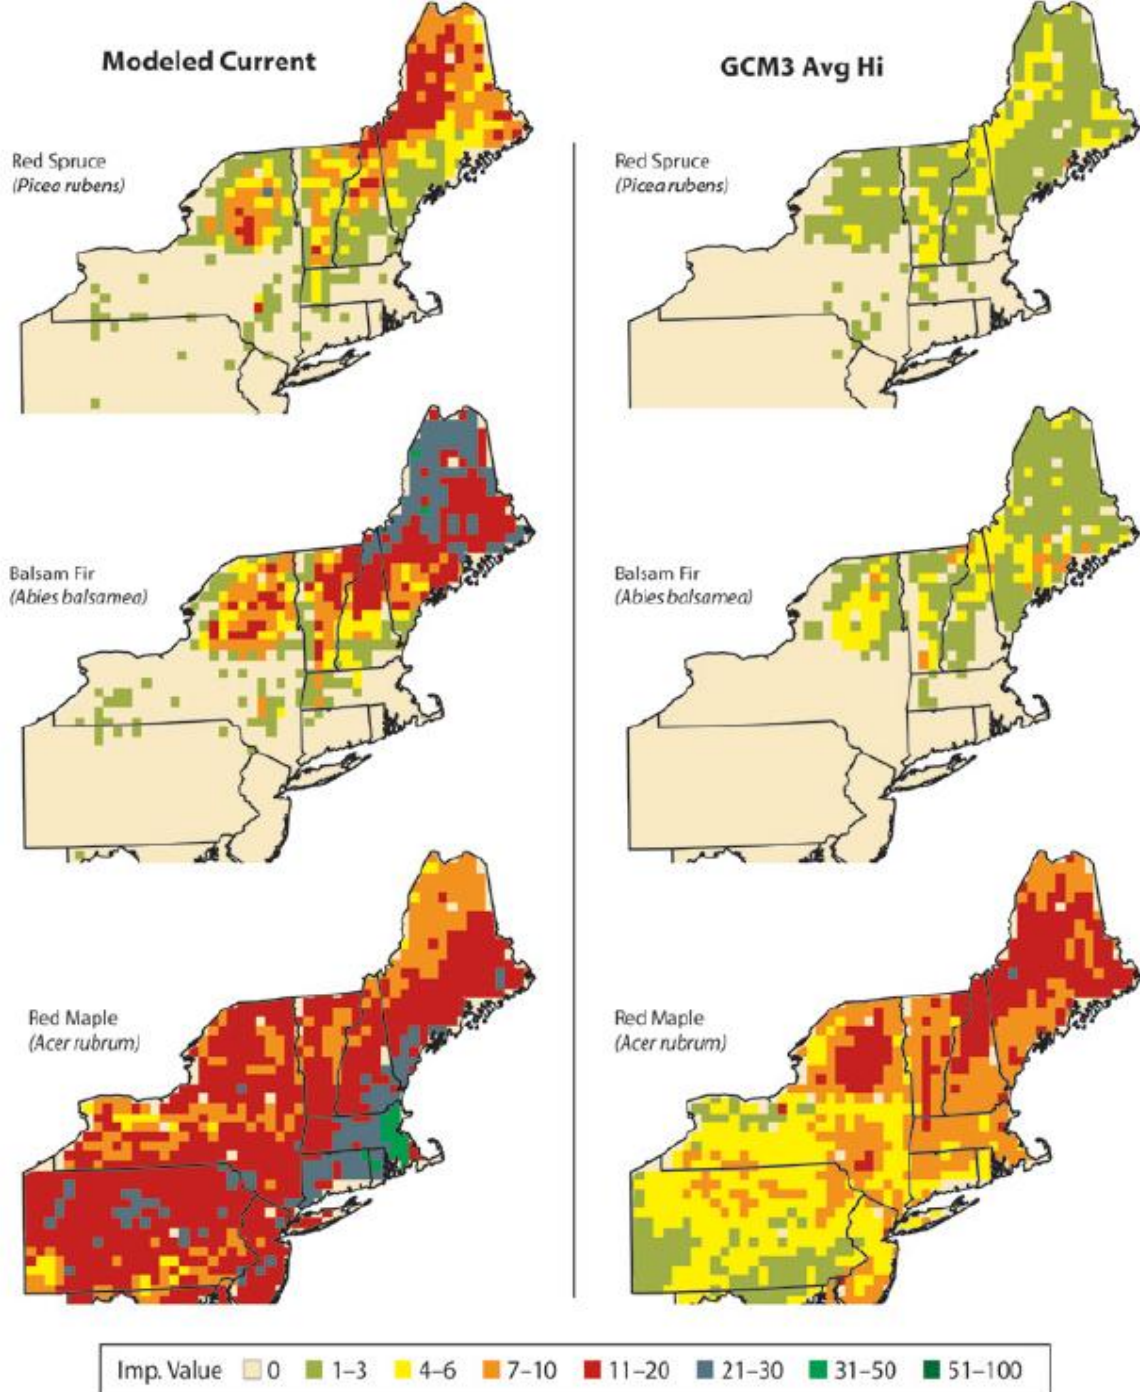 Modeled Current
GCM3 Avg Hi
Red Spruce
(Picea rubens)
Red Spruce
(Picea rubens)
Balsam Fir
(Abies balsamea)
Balsam Fir
(Abies balsamea)
Red Maple
(Acer rubrum)
Red Maple
(Acer rubrum)
Imp. Value 0 1–3 4–6 7–10 11–20 21–30 31–50 51–100